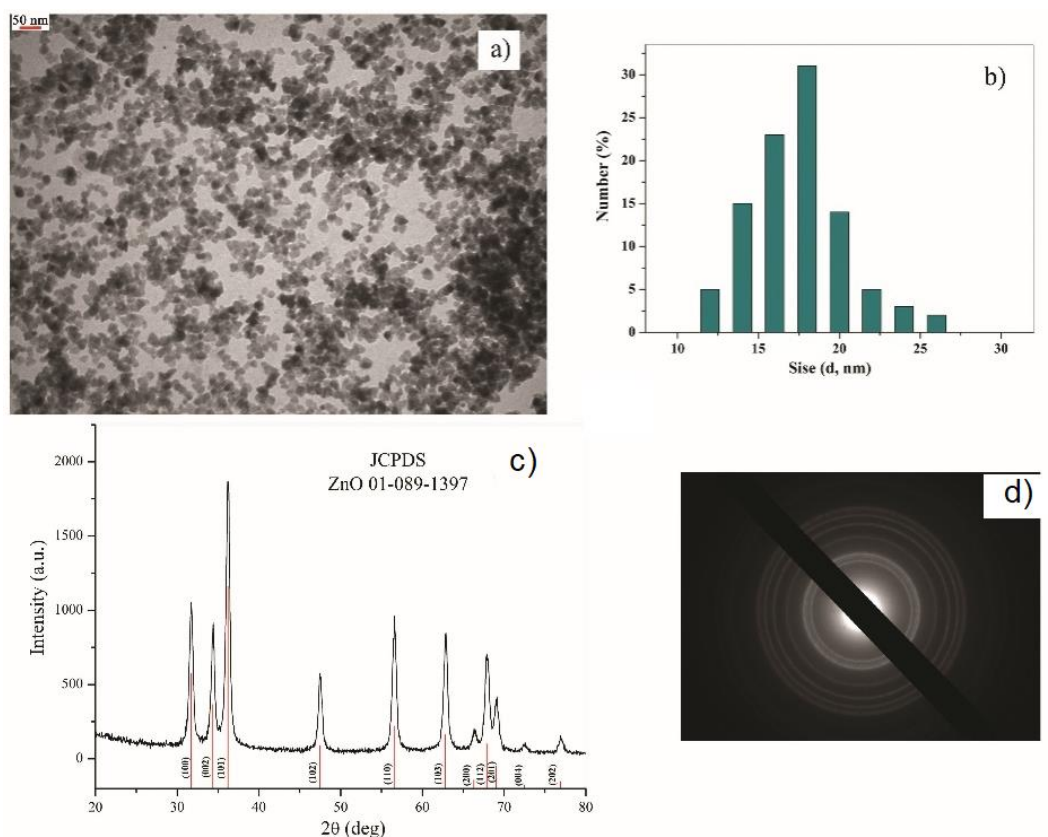 50 nm
a)
b)
30
25
20
15
10
5
0
Number (%)
10 15 20 25 30
Sise (d, nm)
c)
JCPDS
ZnO 01-089-1397
2000
1500
1000
500
0
Intensity (a.u.)
(100) (002) (101) (102) (110) (103) (200) (112) (201) (004) (202)
20 30 40 50 60 70 80
2θ (deg)
d)